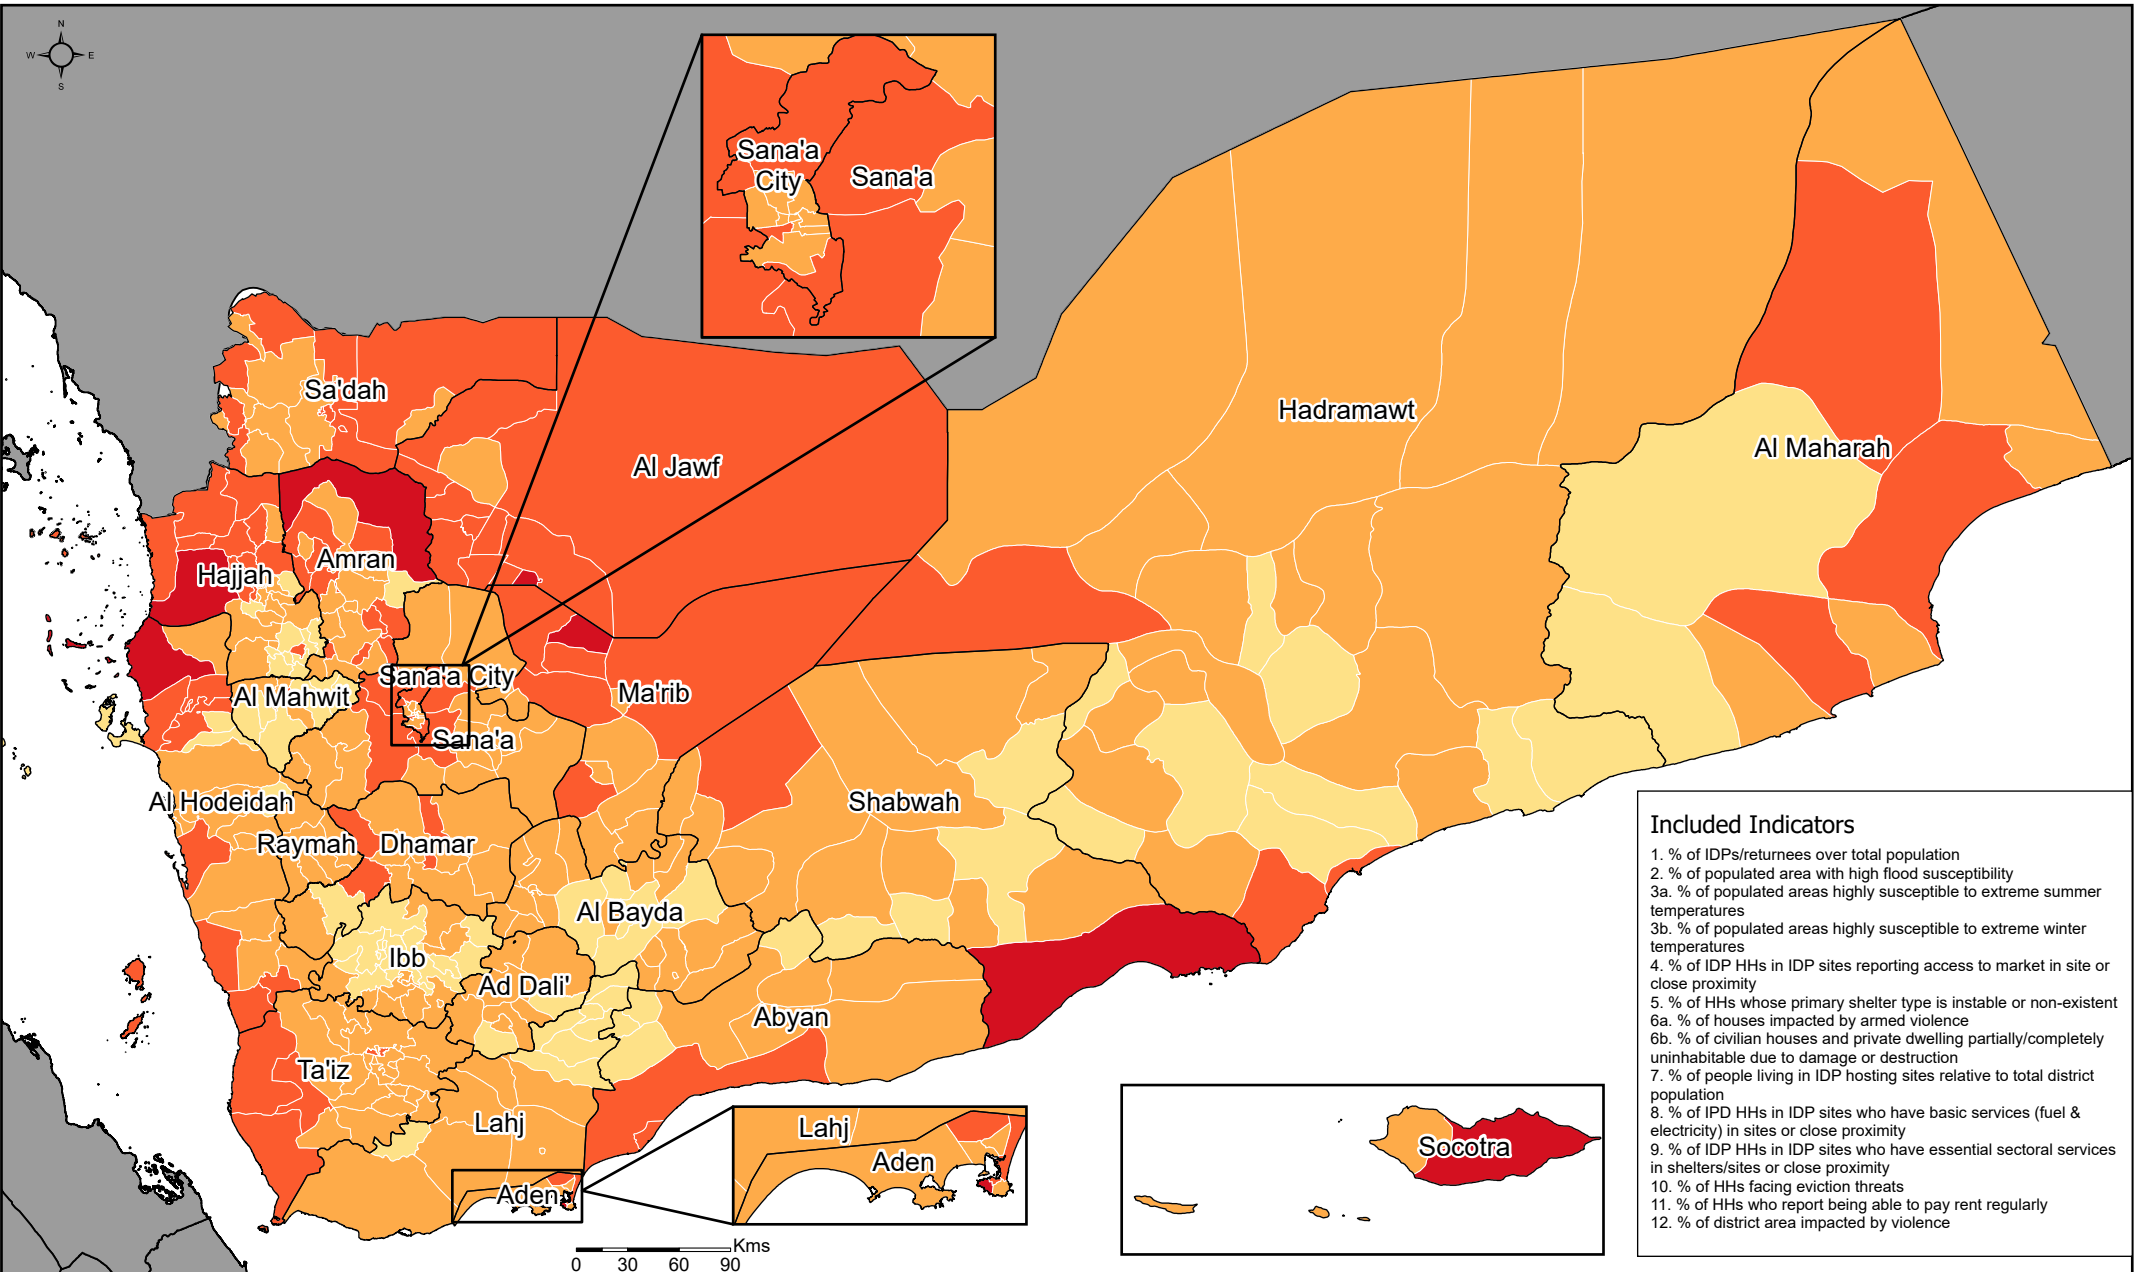 N
W
E
S
Sana'a
City
Sana'a
Sa'dah
Hadramawt
Al Jawf
Al Maharah
Amran
Hajjah
Sana'a City
Al Mahwit
Ma'rib
Sana'a
Al Hodeidah
Shabwah
Raymah
Dhamar
Al Bayda
Ibb
Ad Dali'
Abyan
Ta'iz
Lahj
Aden
Lahj
Aden
Socotra
Kms
0 30 60 90
Included Indicators
1. % of IDPs/returnees over total population
2. % of populated area with high flood susceptibility
3a. % of populated areas highly susceptible to extreme summer
temperatures
3b. % of populated areas highly susceptible to extreme winter
temperatures
4. % of IDP HHs in IDP sites reporting access to market in site or
close proximity
5. % of HHs whose primary shelter type is instable or non-existent
6a. % of houses impacted by armed violence
6b. % of civilian houses and private dwelling partially/completely
uninhabitable due to damage or destruction
7. % of people living in IDP hosting sites relative to total district
population
8. % of IPD HHs in IDP sites who have basic services (fuel &
electricity) in sites or close proximity
9. % of IDP HHs in IDP sites who have essential sectoral services
in shelters/sites or close proximity
10. % of HHs facing eviction threats
11. % of HHs who report being able to pay rent regularly
12. % of district area impacted by violence